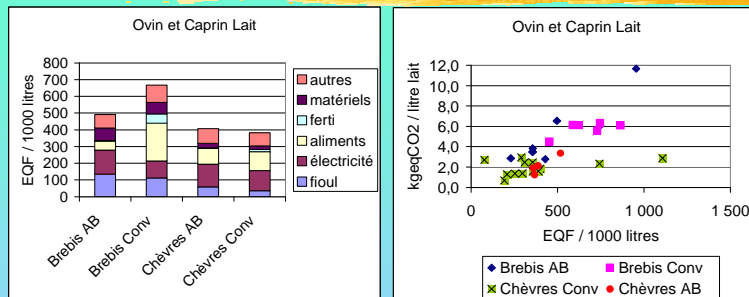 Ovin et Caprin Lait
EQF / 1000 litres
800
700
600
500
400
300
200
100
0
Brebis AB
Brebis Conv
Chèvres AB
Chèvres Conv
autres
matériels
ferti
aliments
électricité
fioul
Ovin et Caprin Lait
kgeqCO2 / litre lait
12,0
10,0
8,0
6,0
4,0
2,0
0,0
0 500 1 000 1 500
EQF / 1000 litres
Brebis AB Brebis Conv
Chèvres Conv Chèvres AB